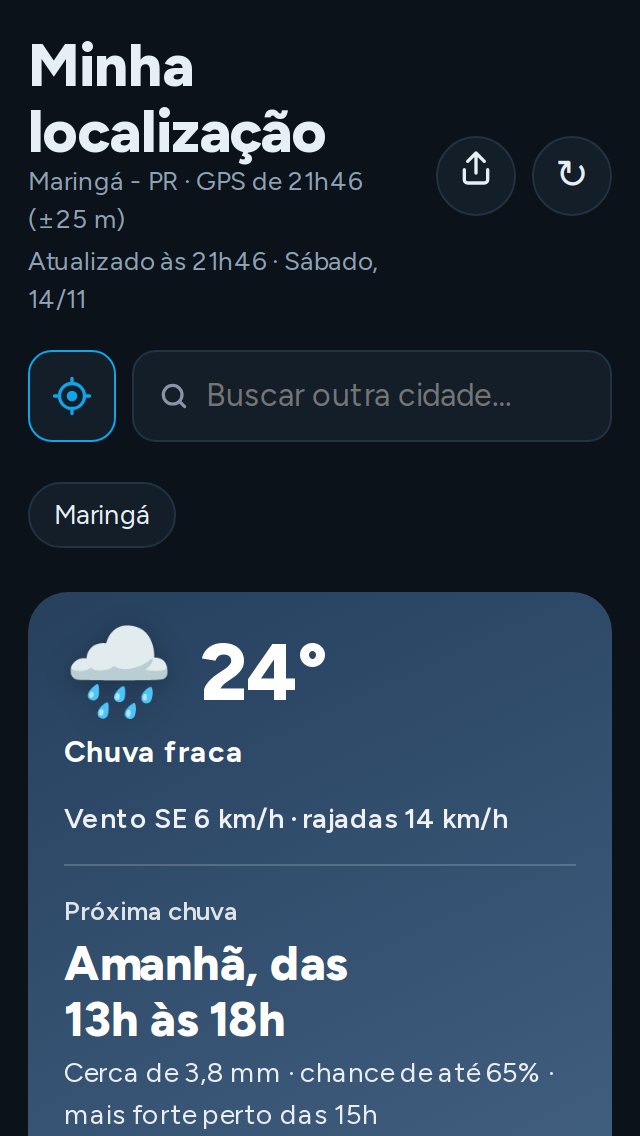 Minha
localização
Maringá - PR · GPS de 21h46
(±25 m)
Atualizado às 21h46 · Sábado,
14/11
Buscar outra cidade...
Maringá
24°
Chuva fraca
Vento SE 6 km/h · rajadas 14 km/h
Próxima chuva
Amanhã, das
13h às 18h
Cerca de 3,8 mm · chance de até 65% ·
mais forte perto das 15h